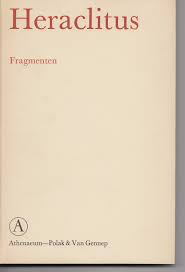 Heraclitus
Fragmenten
A
Athenaeum—Polak & Van Gennep